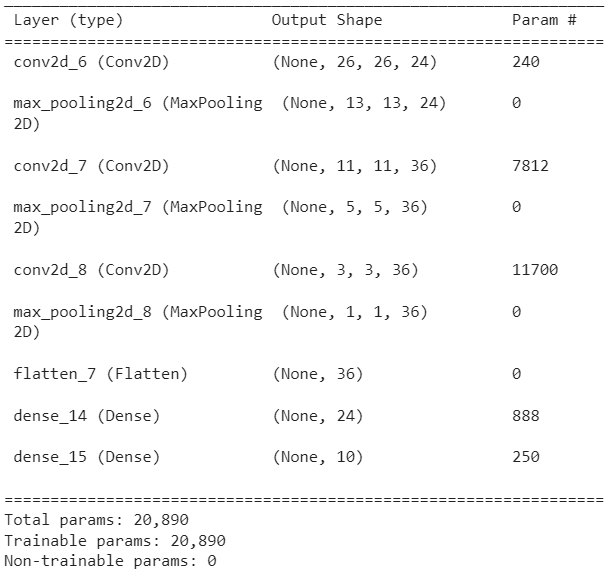 Layer (type) Output Shape Param #
=================================================================
conv2d_6 (Conv2D) (None, 26, 26, 24) 240
max_pooling2d_6 (MaxPooling (None, 13, 13, 24) 0
2D)
conv2d_7 (Conv2D) (None, 11, 11, 36) 7812
max_pooling2d_7 (MaxPooling (None, 5, 5, 36) 0
2D)
conv2d_8 (Conv2D) (None, 3, 3, 36) 11700
max_pooling2d_8 (MaxPooling (None, 1, 1, 36) 0
2D)
flatten_7 (Flatten) (None, 36) 0
dense_14 (Dense) (None, 24) 888
dense_15 (Dense) (None, 10) 250
=================================================================
Total params: 20,890
Trainable params: 20,890
Non-trainable params: 0